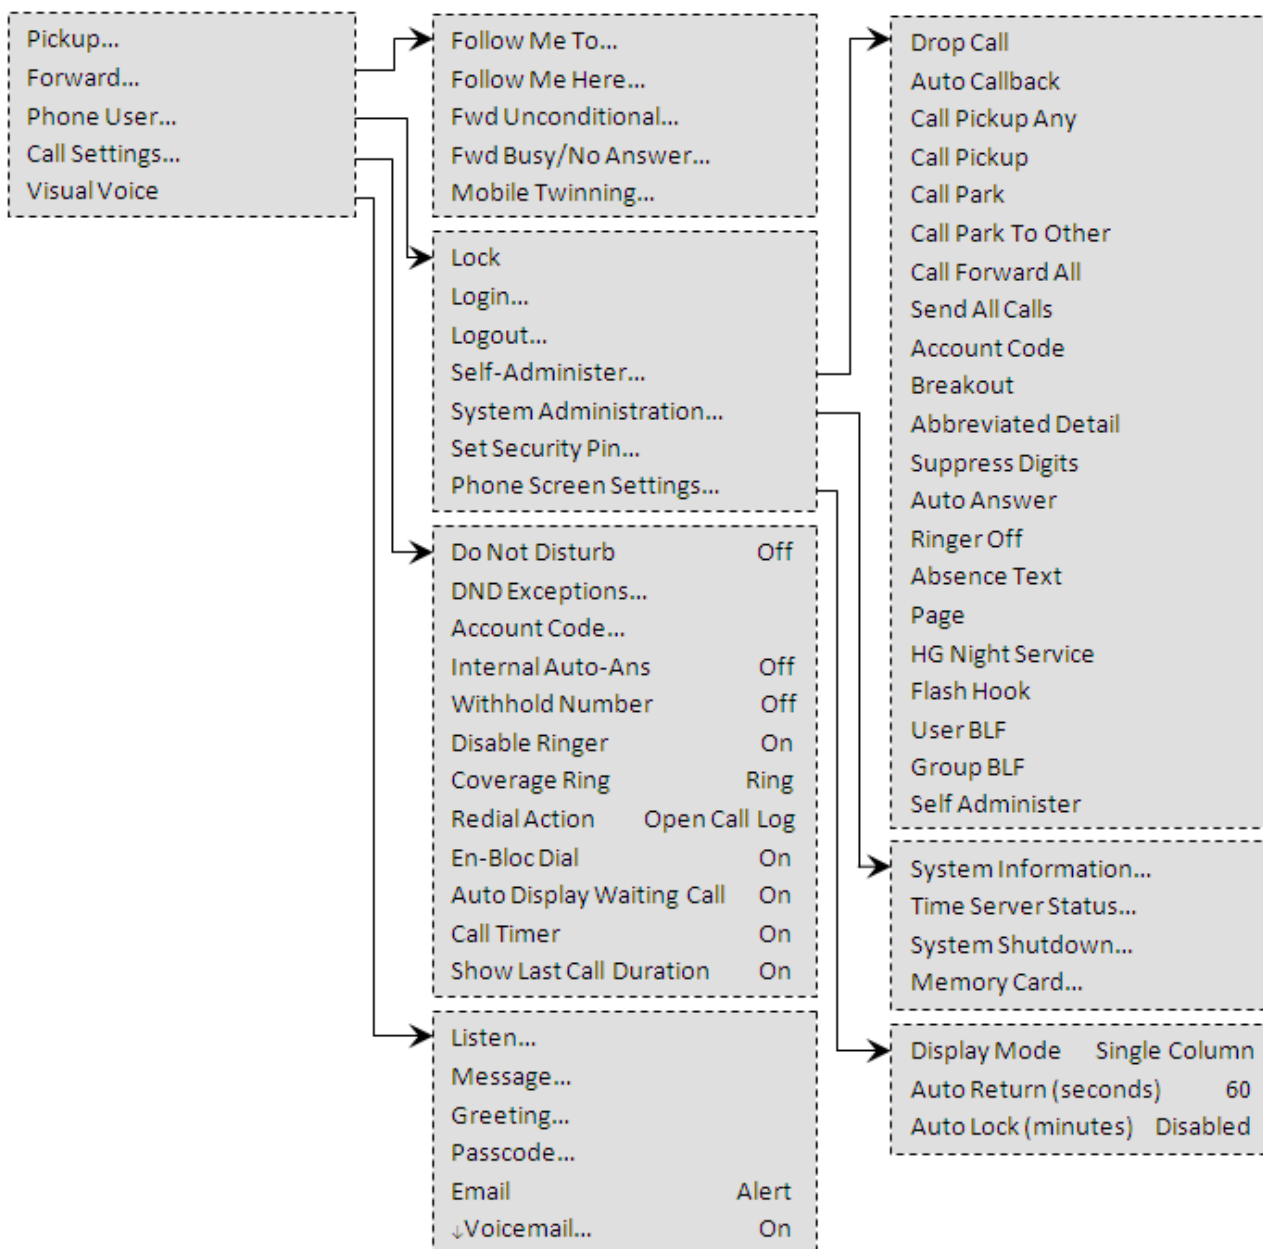 Pickup...
Forward...
Phone User...
Call Settings...
Visual Voice
Follow Me To...
Follow Me Here...
Fwd Unconditional...
Fwd Busy/No Answer...
Mobile Twinning...
Lock
Login...
Logout...
Self-Administer...
System Administration...
Set Security Pin...
Phone Screen Settings...
Do Not Disturb Off
DND Exceptions...
Account Code...
Internal Auto-Ans Off
Withhold Number Off
Disable Ringer On
Coverage Ring Ring
Redial Action Open Call Log
En-Bloc Dial On
Auto Display Waiting Call On
Call Timer On
Show Last Call Duration On
Listen...
Message...
Greeting...
Passcode...
Email Alert
↓Voicemail... On
Drop Call
Auto Callback
Call Pickup Any
Call Pickup
Call Park
Call Park To Other
Call Forward All
Send All Calls
Account Code
Breakout
Abbreviated Detail
Suppress Digits
Auto Answer
Ringer Off
Absence Text
Page
HG Night Service
Flash Hook
User BLF
Group BLF
Self Administer
System Information...
Time Server Status...
System Shutdown...
Memory Card...
Display Mode Single Column
Auto Return (seconds) 60
Auto Lock (minutes) Disabled